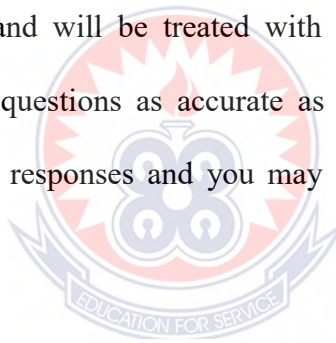 and will be treated with
questions as accurate as
responses and you may
EDUCATION FOR SERVICE